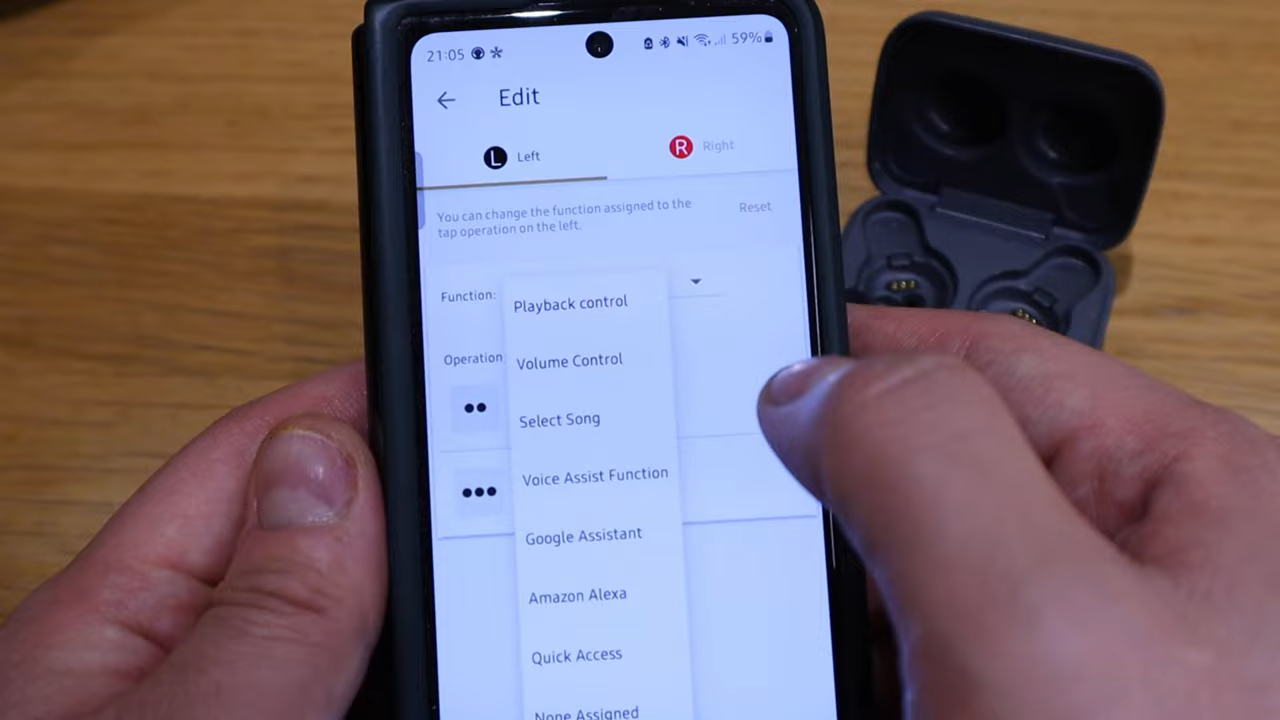 21:05
59%
Edit
L Left
R Right
You can change the function assigned to the
tap operation on the left.
Reset
Function:
Playback control
Operation
Volume Control
Select Song
Voice Assist Function
Google Assistant
Amazon Alexa
Quick Access
None Assigned